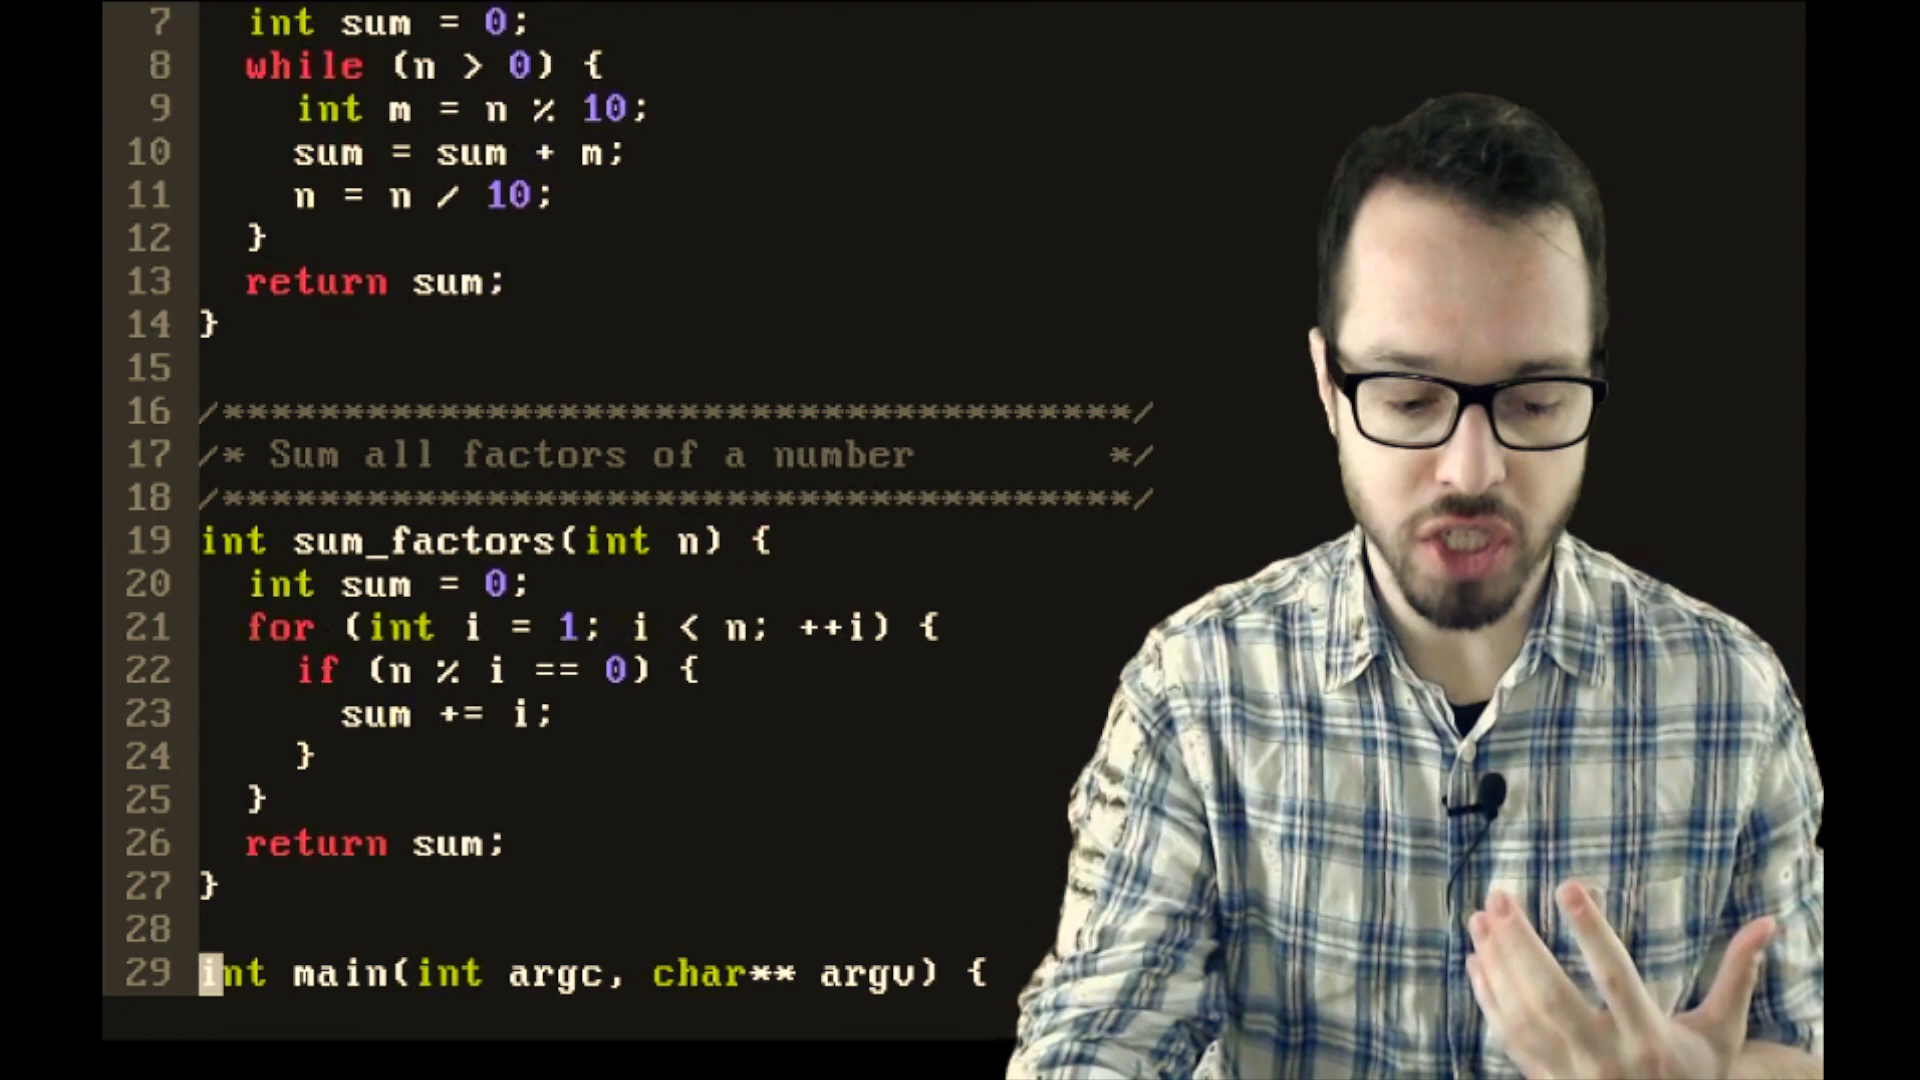 7 int sum = 0;
8 while (n > 0) {
9 int m = n % 10;
10 sum = sum + m;
11 n = n / 10;
12 }
13 return sum;
14 }
15
16 /**************************************/
17 /* Sum all factors of a number */
18 /**************************************/
19 int sum_factors(int n) {
20 int sum = 0;
21 for (int i = 1; i < n; ++i) {
22 if (n % i == 0) {
23 sum += i;
24 }
25 }
26 return sum;
27 }
28
29 int main(int argc, char** argv) {